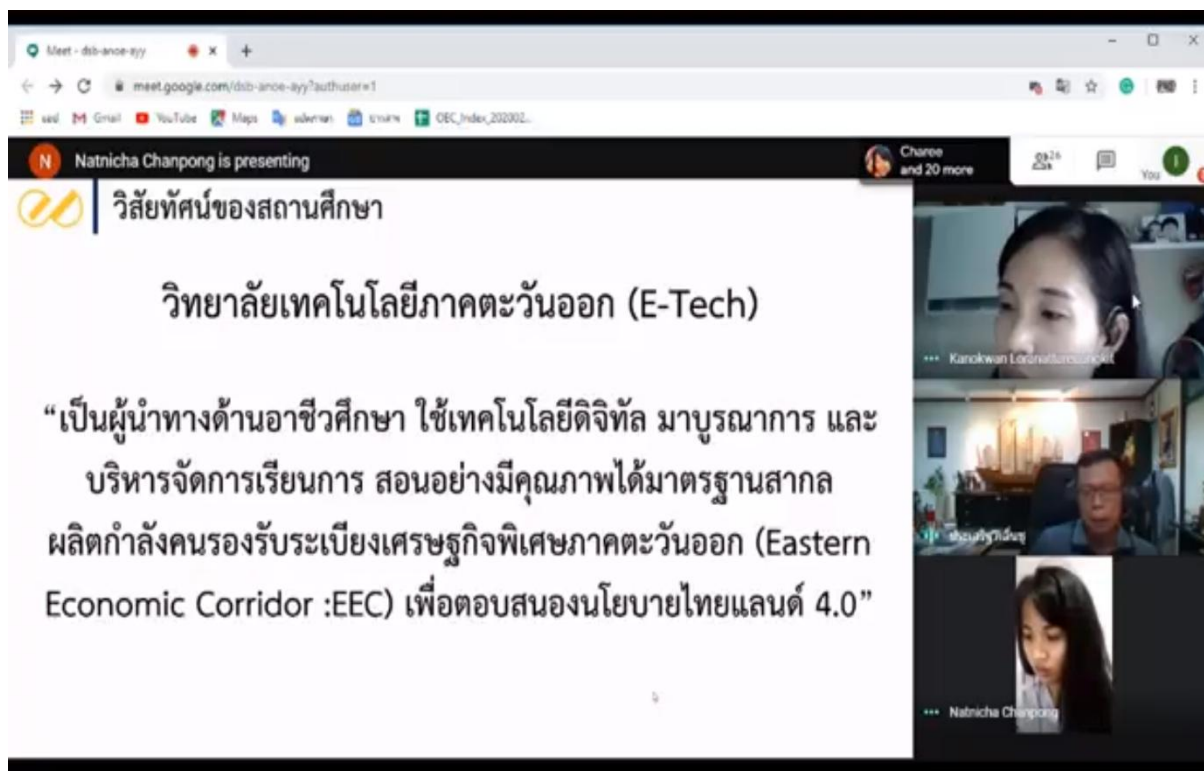 Meet - dsb-anoe-ayy
meet.google.com/dsb-anoe-ayy?authuser=1
Gmail YouTube Maps OEC_Index_202002...
N Natnicha Chanpong is presenting
Charee
and 20 more
26
You
วิสัยทัศน์ของสถานศึกษา
วิทยาลัยเทคโนโลยีภาคตะวันออก (E-Tech)
“เป็นผู้นำทางด้านอาชีวศึกษา ใช้เทคโนโลยีดิจิทัล มาบูรณาการ และ
บริหารจัดการเรียนการ สอนอย่างมีคุณภาพได้มาตรฐานสากล
ผลิตกำลังคนรองรับระเบียงเศรษฐกิจพิเศษภาคตะวันออก (Eastern
Economic Corridor :EEC) เพื่อตอบสนองนโยบายไทยแลนด์ 4.0”
Kanokwan
Natnicha Chanpong